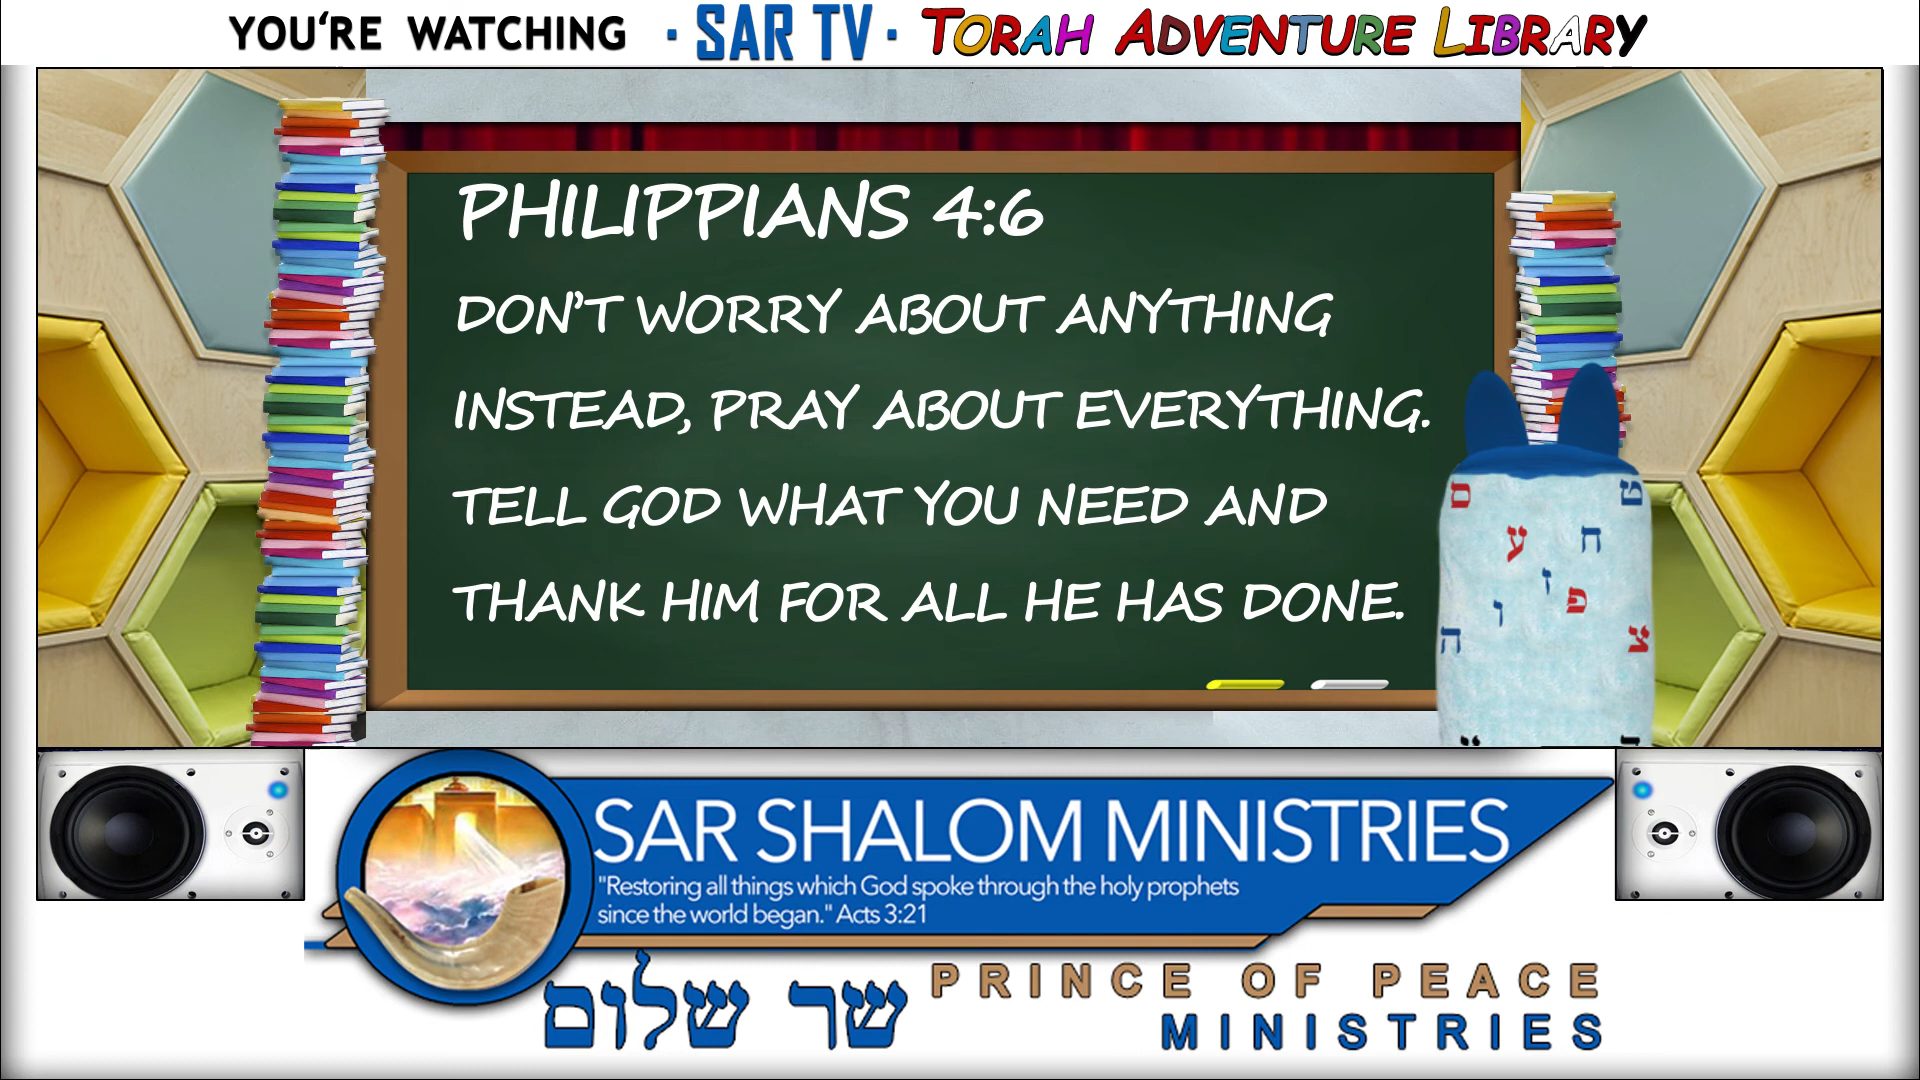 YOU'RE WATCHING · SAR TV · TORAH ADVENTURE LIBRARY
PHILIPPIANS 4:6
DON'T WORRY ABOUT ANYTHING
INSTEAD, PRAY ABOUT EVERYTHING.
TELL GOD WHAT YOU NEED AND
THANK HIM FOR ALL HE HAS DONE.
ם ט
ע ח
ז
ו פ
ה צ
SAR SHALOM MINISTRIES
"Restoring all things which God spoke through the holy prophets
since the world began." Acts 3:21
שר שלום
PRINCE OF PEACE
MINISTRIES